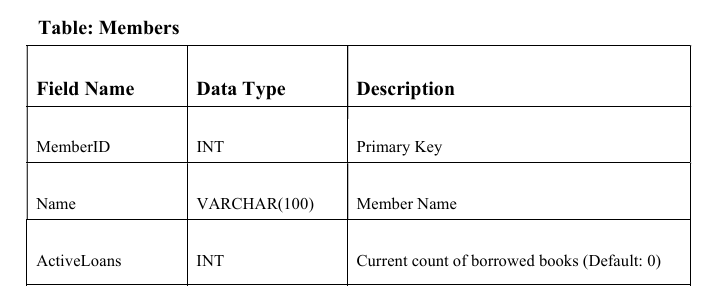 Table: Members
Field Name Data Type Description
MemberID INT Primary Key
Name VARCHAR(100) Member Name
ActiveLoans INT Current count of borrowed books (Default: 0)